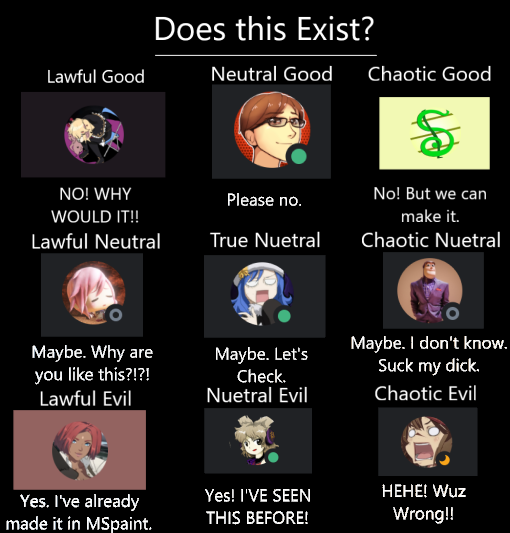 Does this Exist?
Lawful Good
Neutral Good
Chaotic Good
NO! WHY
WOULD IT!!
Please no.
No! But we can
make it.
Lawful Neutral
True Nuetral
Chaotic Nuetral
Maybe. Why are
you like this?!?!
Maybe. Let's
Check.
Maybe. I don't know.
Suck my dick.
Lawful Evil
Nuetral Evil
Chaotic Evil
Yes. I've already
made it in MSpaint.
Yes! I'VE SEEN
THIS BEFORE!
HEHE! Wuz
Wrong!!